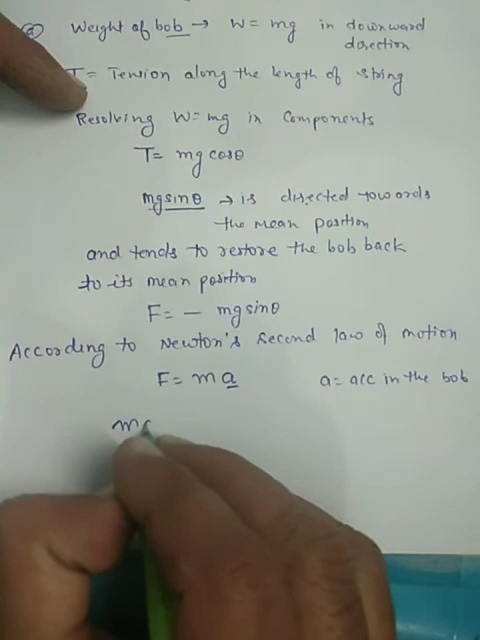 (a) Weight of bob → W = mg in downward direction
T = Tension along the length of string
Resolving W = mg in Components
T = mg cosθ
mg sinθ → is directed towards the mean position
and tends to restore the bob back
to its mean position
F = - mg sinθ
According to Newton's Second law of motion
F = ma a = acc in the bob
ma